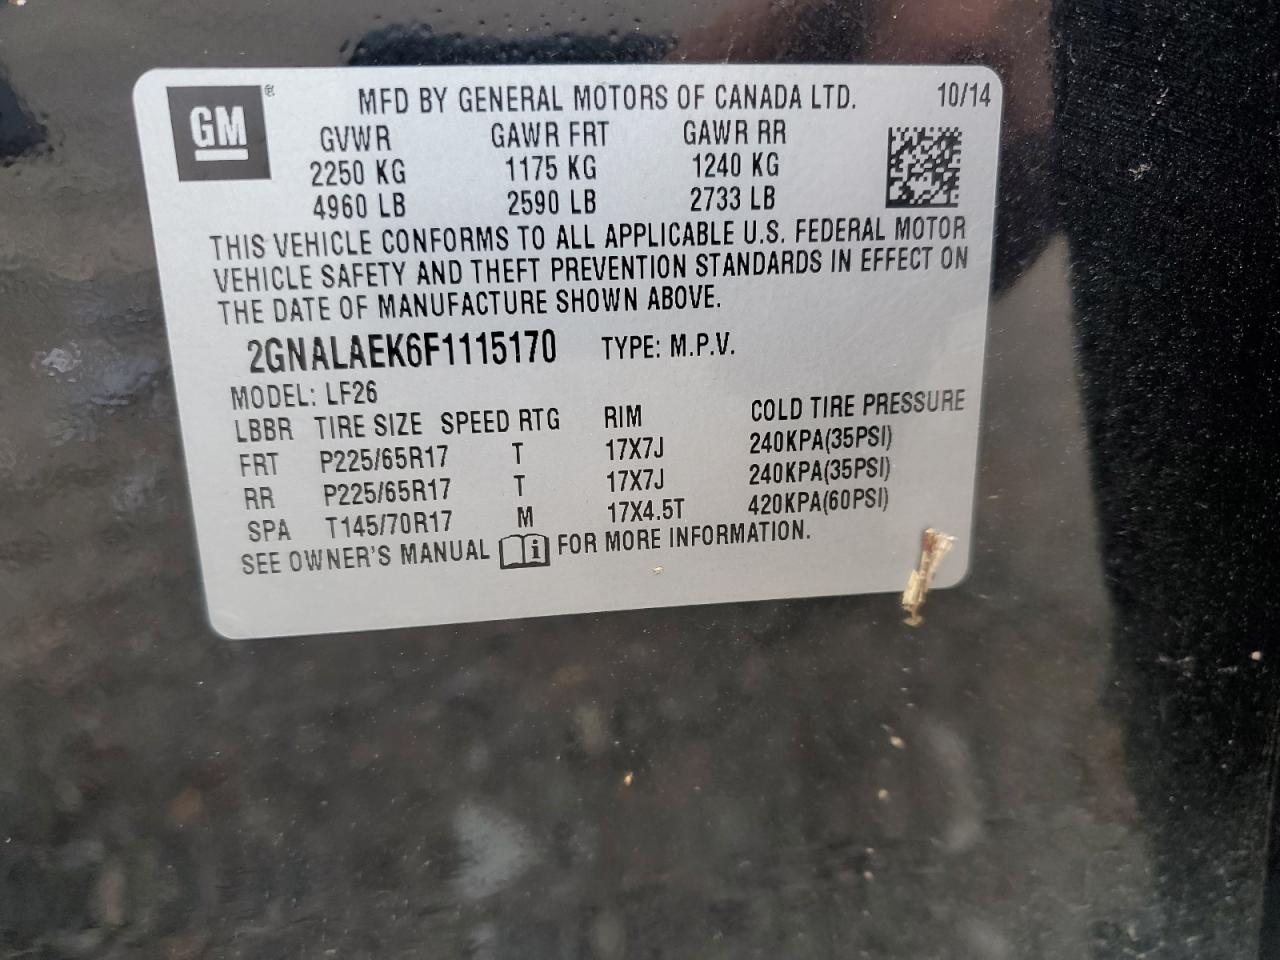 GM ® MFD BY GENERAL MOTORS OF CANADA LTD. 10/14
GVWR GAWR FRT GAWR RR
2250 KG 1175 KG 1240 KG
4960 LB 2590 LB 2733 LB
THIS VEHICLE CONFORMS TO ALL APPLICABLE U.S. FEDERAL MOTOR
VEHICLE SAFETY AND THEFT PREVENTION STANDARDS IN EFFECT ON
THE DATE OF MANUFACTURE SHOWN ABOVE.
2GNALAEK6F1115170 TYPE: M.P.V.
MODEL: LF26
LBBR TIRE SIZE SPEED RTG RIM COLD TIRE PRESSURE
FRT P225/65R17 T 17X7J 240KPA(35PSI)
RR P225/65R17 T 17X7J 240KPA(35PSI)
SPA T145/70R17 M 17X4.5T 420KPA(60PSI)
SEE OWNER'S MANUAL i FOR MORE INFORMATION.